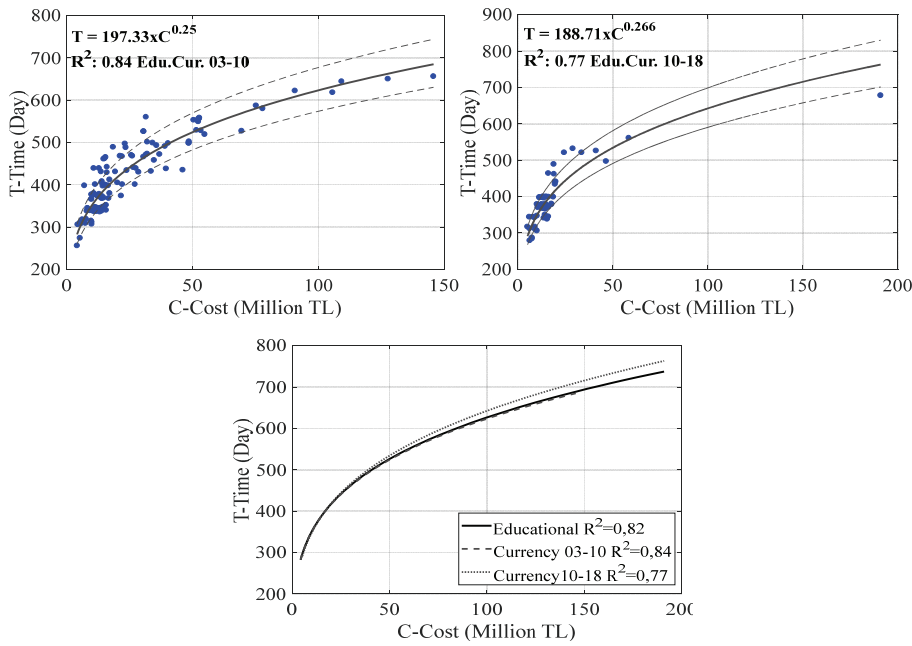 800
700
600
500
400
300
200
T-Time (Day)
T = 197.33xC^0.25
R²: 0.84 Edu.Cur. 03-10
0 50 100 150
C-Cost (Million TL)
900
800
700
600
500
400
300
200
T-Time (Day)
T = 188.71xC^0.266
R²: 0.77 Edu.Cur. 10-18
0 50 100 150 200
C-Cost (Million TL)
800
700
600
500
400
300
200
T-Time (Day)
Educational R²=0,82
Currency 03-10 R²=0,84
Currency10-18 R²=0,77
0 50 100 150 200
C-Cost (Million TL)